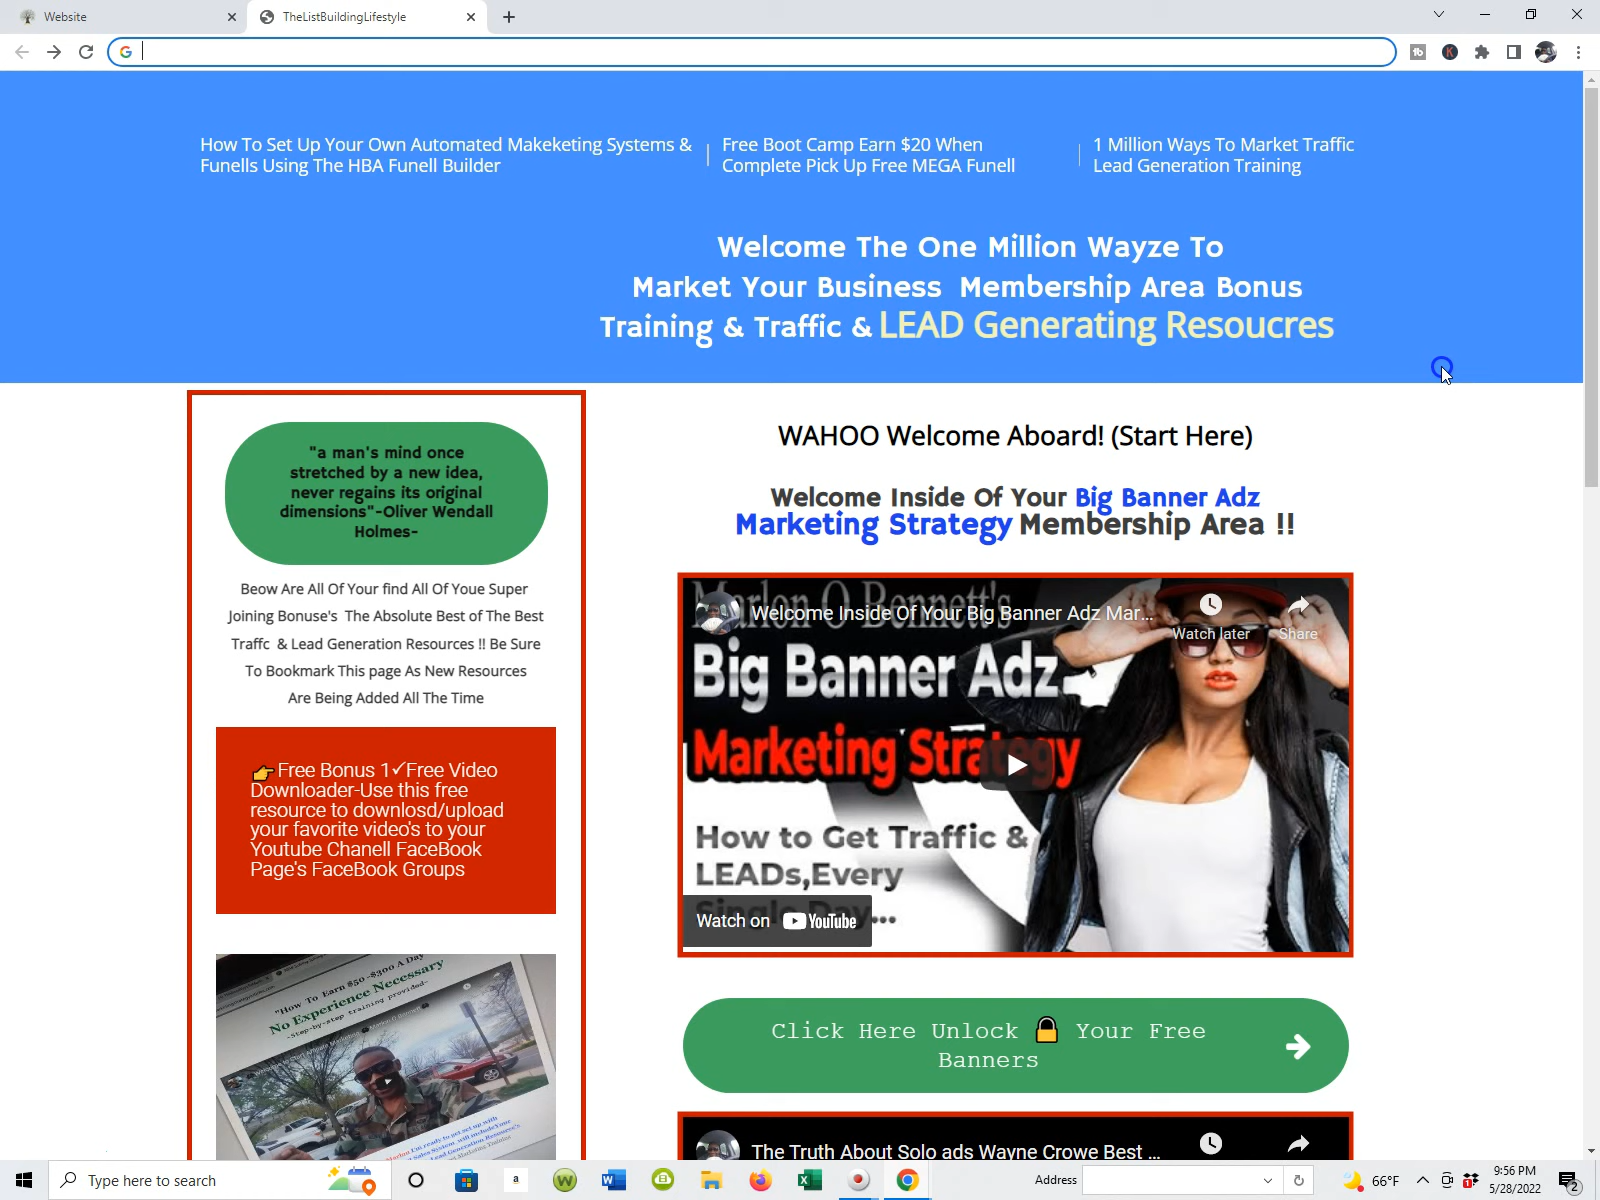 Website
TheListBuildingLifestyle
How To Set Up Your Own Automated Makeketing Systems &
Funells Using The HBA Funell Builder
Free Boot Camp Earn $20 When
Complete Pick Up Free MEGA Funell
1 Million Ways To Market Traffic
Lead Generation Training
Welcome The One Million Wayze To
Market Your Business Membership Area Bonus
Training & Traffic & LEAD Generating Resoucres
"a man's mind once
stretched by a new idea,
never regains its original
dimensions"-Oliver Wendall
Holmes-
Beow Are All Of Your find All Of Youe Super
Joining Bonuse's The Absolute Best of The Best
Traffc & Lead Generation Resources !! Be Sure
To Bookmark This page As New Resources
Are Being Added All The Time
👉Free Bonus 1✓Free Video
Downloader-Use this free
resource to downlosd/upload
your favorite video's to your
Youtube Chanell FaceBook
Page's FaceBook Groups
"How To Earn $50-$300 A Day
No Experience Necessary
-Step-by-step training provided-
WAHOO Welcome Aboard! (Start Here)
Welcome Inside Of Your Big Banner Adz
Marketing Strategy Membership Area !!
Marlon O Bennett's
Welcome Inside Of Your Big Banner Adz Mar...
Watch later
Share
Big Banner Adz
Marketing Strategy
How to Get Traffic &
LEADs,Every
Single Day...
Watch on YouTube
Click Here Unlock 🔒 Your Free
Banners
The Truth About Solo ads Wayne Crowe Best ...
Type here to search
Address
66°F
9:56 PM
5/28/2022
2